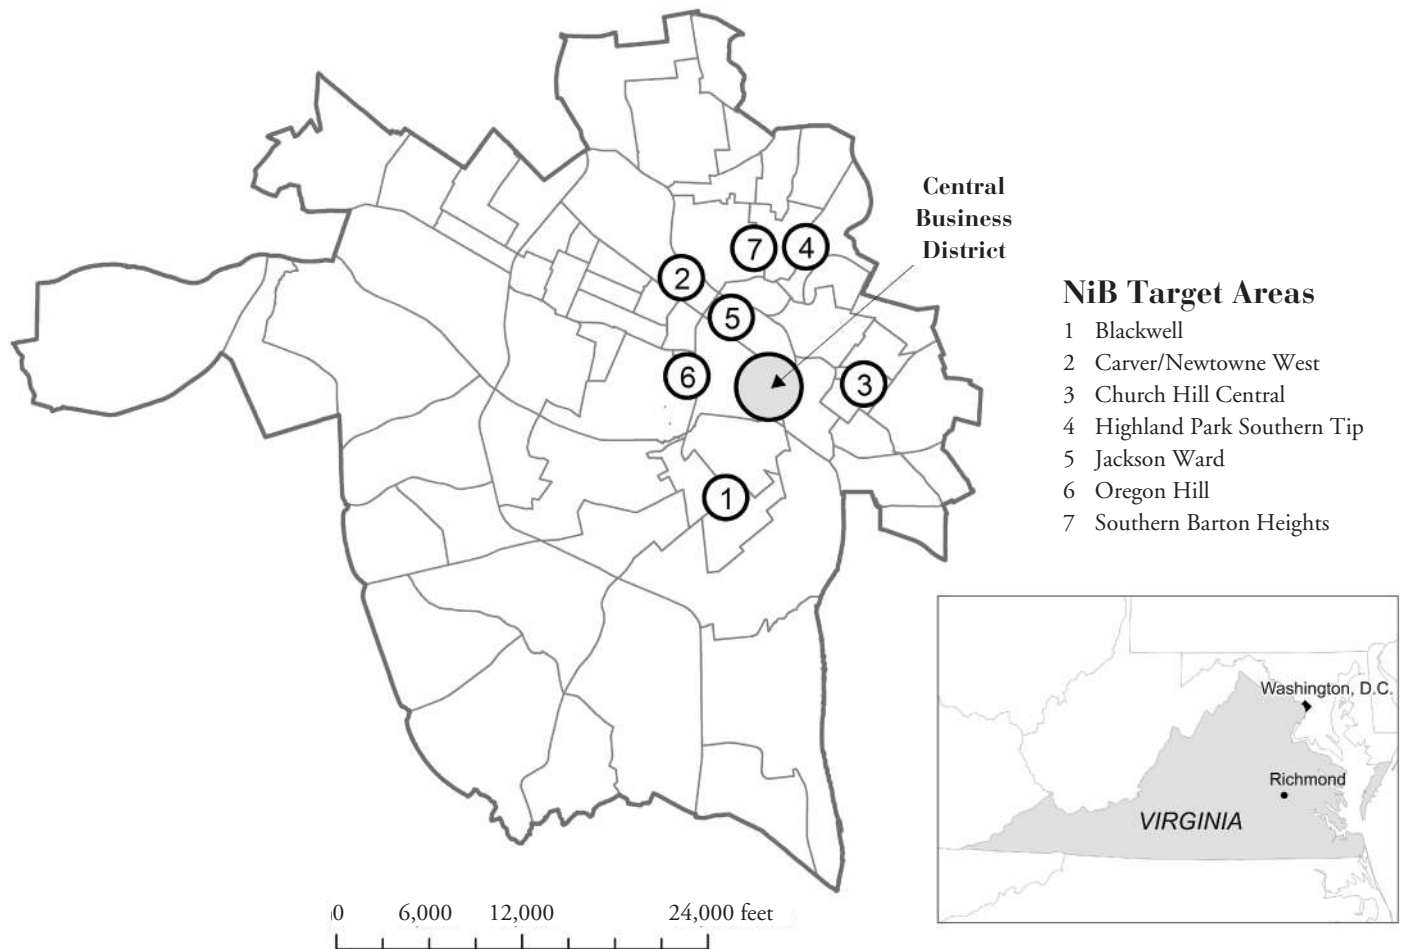 Central
Business
District
7
4
2
5
6
3
1
NiB Target Areas
1 Blackwell
2 Carver/Newtowne West
3 Church Hill Central
4 Highland Park Southern Tip
5 Jackson Ward
6 Oregon Hill
7 Southern Barton Heights
Washington, D.C.
Richmond
VIRGINIA
0 6,000 12,000 24,000 feet